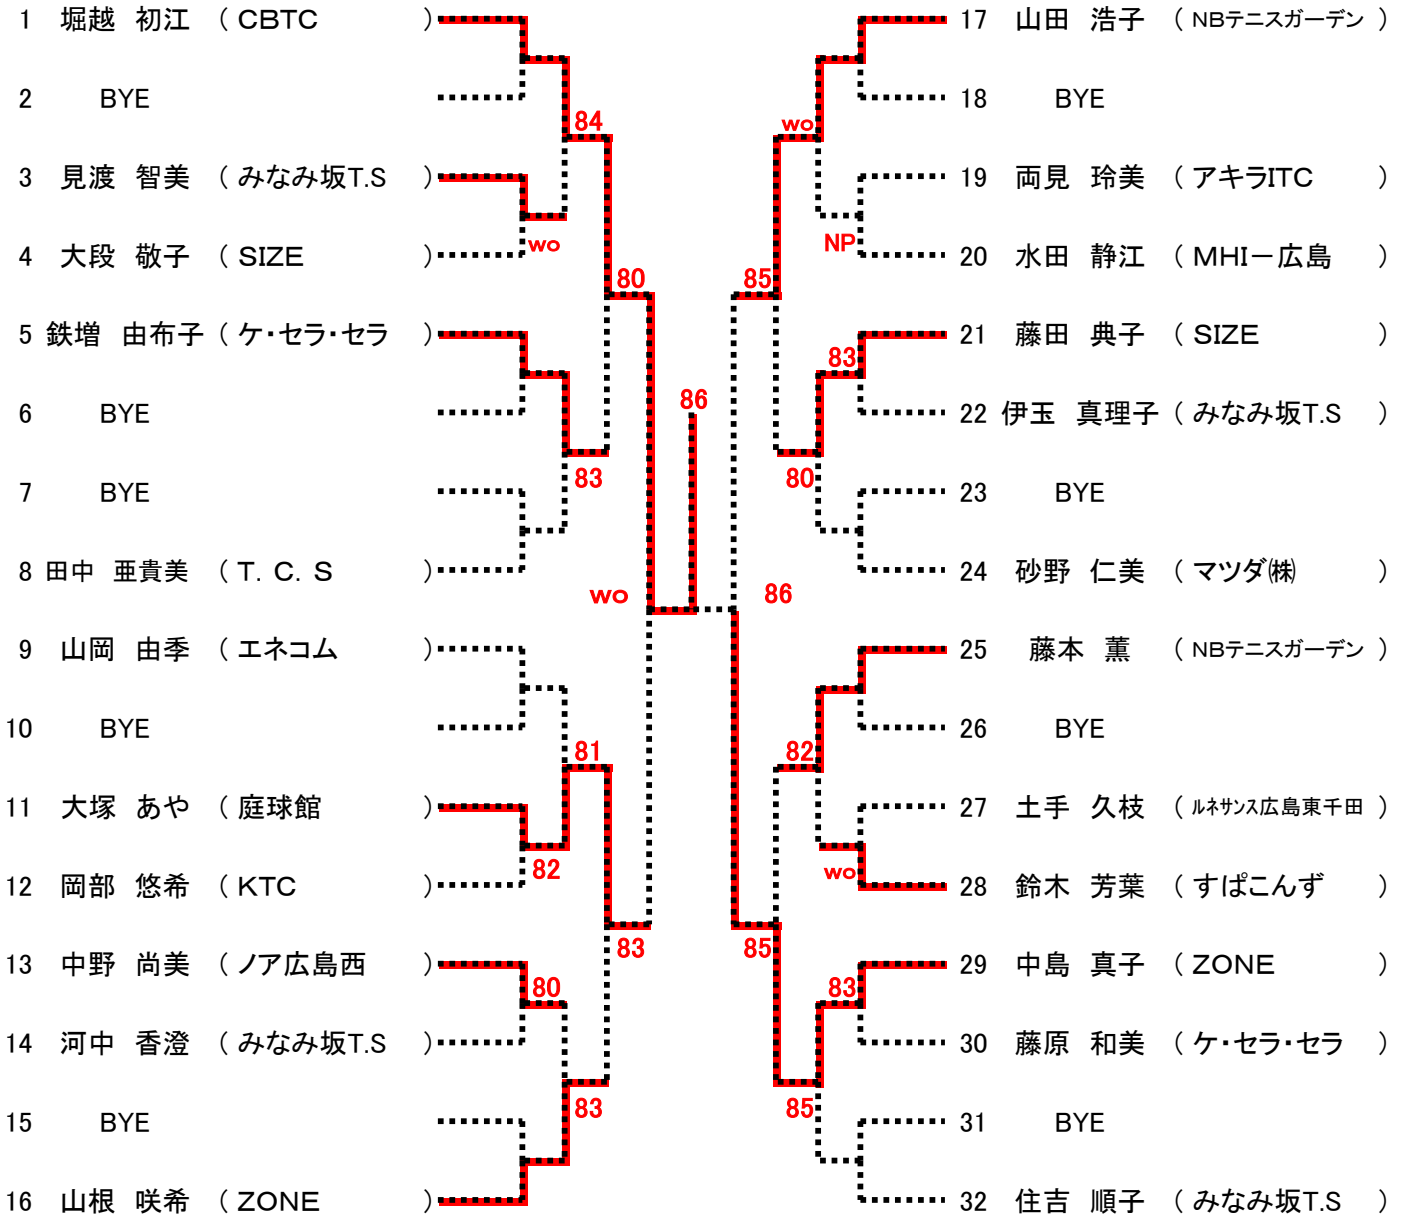 1 堀越 初江 （ CBTC ）
2 BYE
84
3 見渡 智美 （ みなみ坂T.S ）
wo
4 大段 敬子 （ SIZE ）
80
5 鉄増 由布子 （ ケ・セラ・セラ ）
6 BYE
83
7 BYE
8 田中 亜貴美 （ T. C. S ）
wo
9 山岡 由季 （ エネコム ）
10 BYE
81
11 大塚 あや （ 庭球館 ）
82
12 岡部 悠希 （ KTC ）
83
13 中野 尚美 （ ノア広島西 ）
80
14 河中 香澄 （ みなみ坂T.S ）
15 BYE
83
16 山根 咲希 （ ZONE ）
86
17 山田 浩子 （ NBテニスガーデン ）
18 BYE
wo
19 両見 玲美 （ アキラITC ）
NP
20 水田 静江 （ MHIー広島 ）
85
21 藤田 典子 （ SIZE ）
83
22 伊玉 真理子 （ みなみ坂T.S ）
80
23 BYE
24 砂野 仁美 （ マツダ㈱ ）
86
25 藤本 薫 （ NBテニスガーデン ）
26 BYE
82
27 土手 久枝 （ ルネサンス広島東千田 ）
wo
28 鈴木 芳葉 （ すぱこんず ）
85
29 中島 真子 （ ZONE ）
83
30 藤原 和美 （ ケ・セラ・セラ ）
85
31 BYE
32 住吉 順子 （ みなみ坂T.S ）